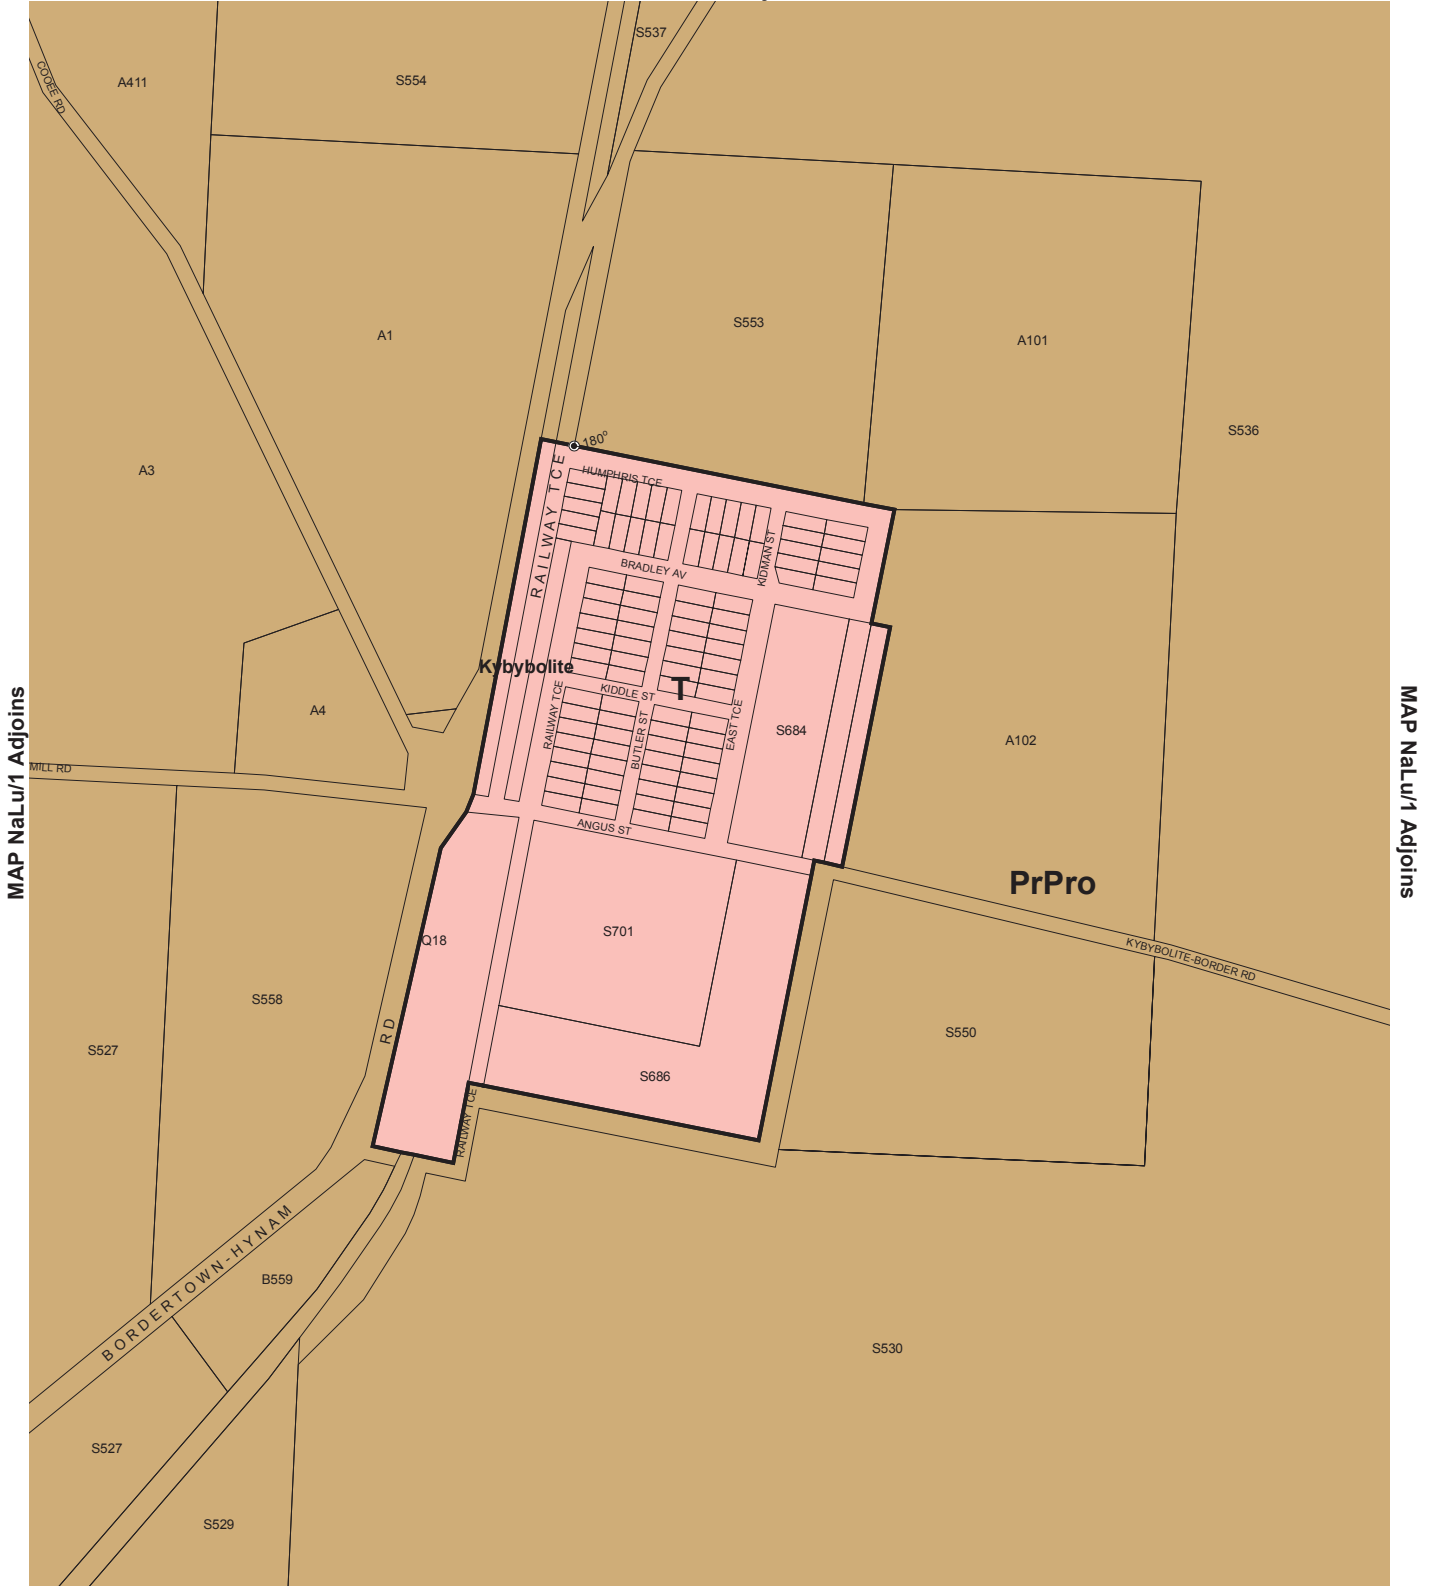 S537
COOEE RD
A411
S554
A1
S553
A101
S536
A3
180°
HUMPHRIS TCE
RAILWAY TCE
KIDMAN ST
BRADLEY AV
Kybybolite
T
KIDDLE ST
RAILWAY TCE
BUTLER ST
EAST TCE
S684
A4
A102
MAP NaLu/1 Adjoins
MAP NaLu/1 Adjoins
MILL RD
ANGUS ST
PrPro
S701
Q18
KYBYBOLITE-BORDER RD
S558
RD
S550
S527
S686
RAILWAY TCE
BORDERTOWN-HYNAM
B559
S530
S527
S529